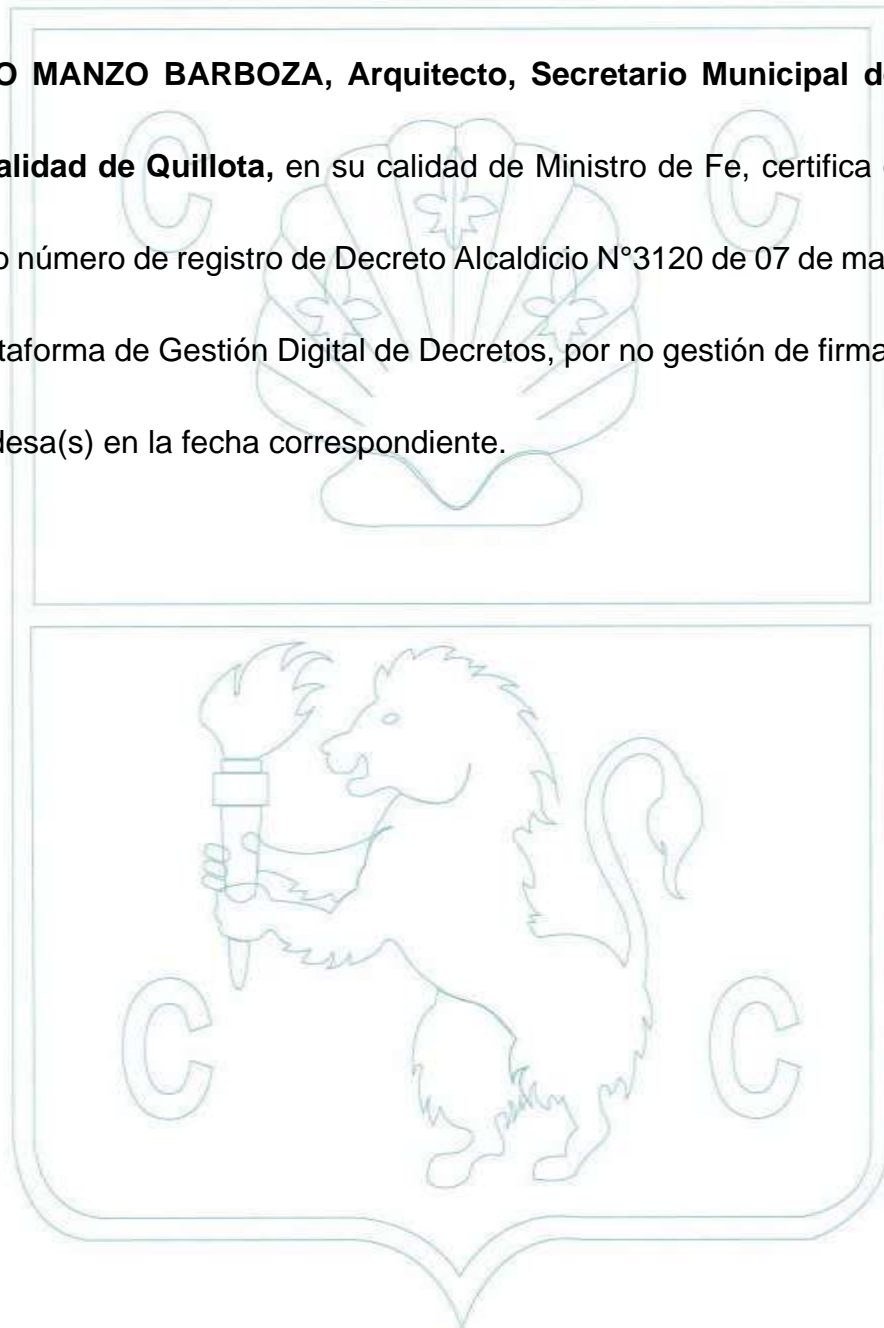 O MANZO BARBOZA, Arquitecto, Secretario Municipal d
alidad de Quillota, en su calidad de Ministro de Fe, certifica
o número de registro de Decreto Alcaldicio N°3120 de 07 de ma
taforma de Gestión Digital de Decretos, por no gestión de firma
desa(s) en la fecha correspondiente.
C C
C C